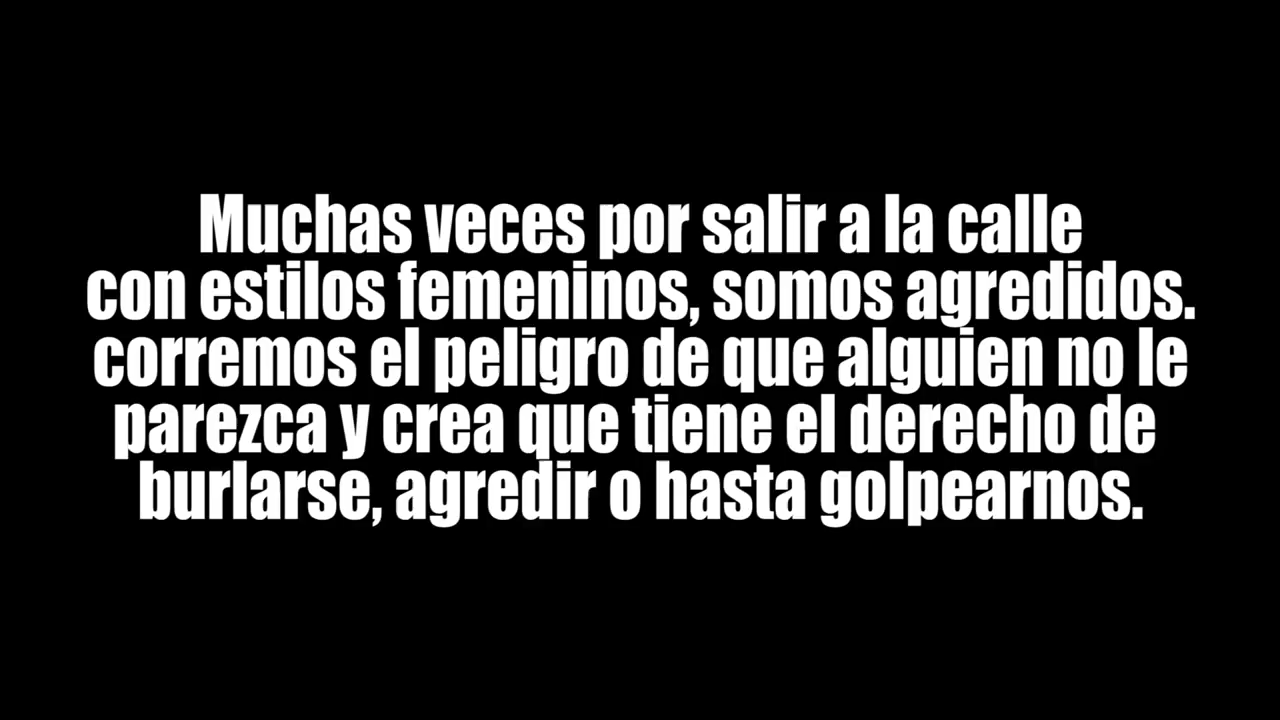 Muchas veces por salir a la calle
con estilos femeninos, somos agredidos.
corremos el peligro de que alguien no le
parezca y crea que tiene el derecho de
burlarse, agredir o hasta golpearnos.